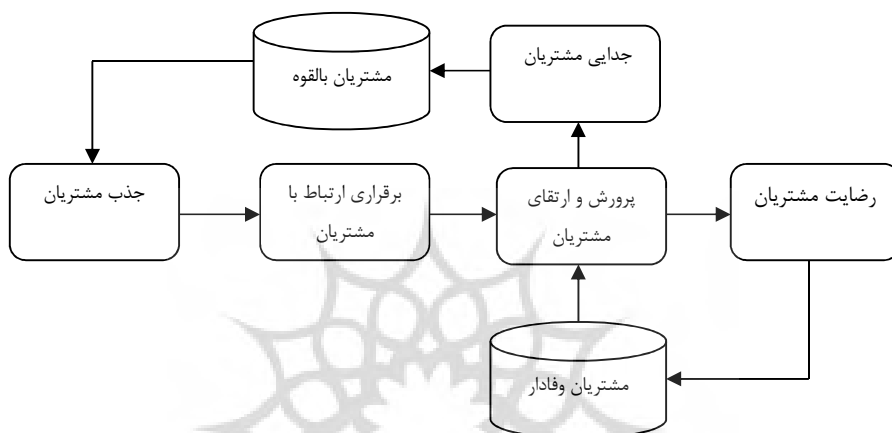 جدایی مشتریان
مشتریان بالقوه
رضایت مشتریان
پرورش و ارتقای
مشتریان
برقراری ارتباط با
مشتریان
جذب مشتریان
مشتریان وفادار